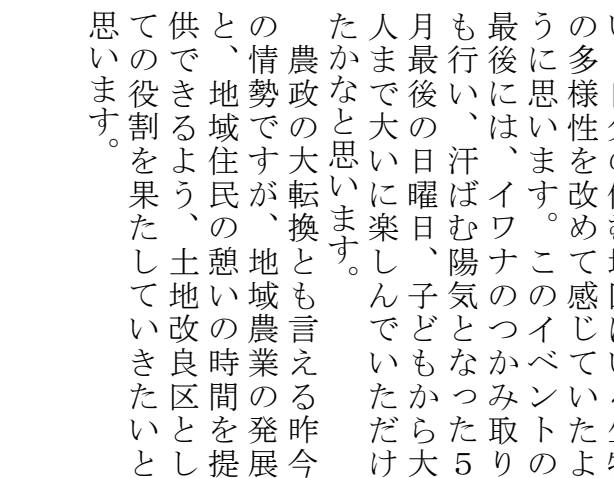 の多様性を改めて感じていたよ
うに思います。このイベントの
最後には、イワナのつかみ取り
も行い、汗ばむ陽気となった５
月最後の日曜日、子どもから大
人まで大いに楽しんでいただけ
たかなと思います。
　農政の大転換とも言える昨今
の情勢ですが、地域農業の発展
と、地域住民の憩いの時間を提
供できるよう、土地改良区とし
ての役割を果たしていきたいと
思います。